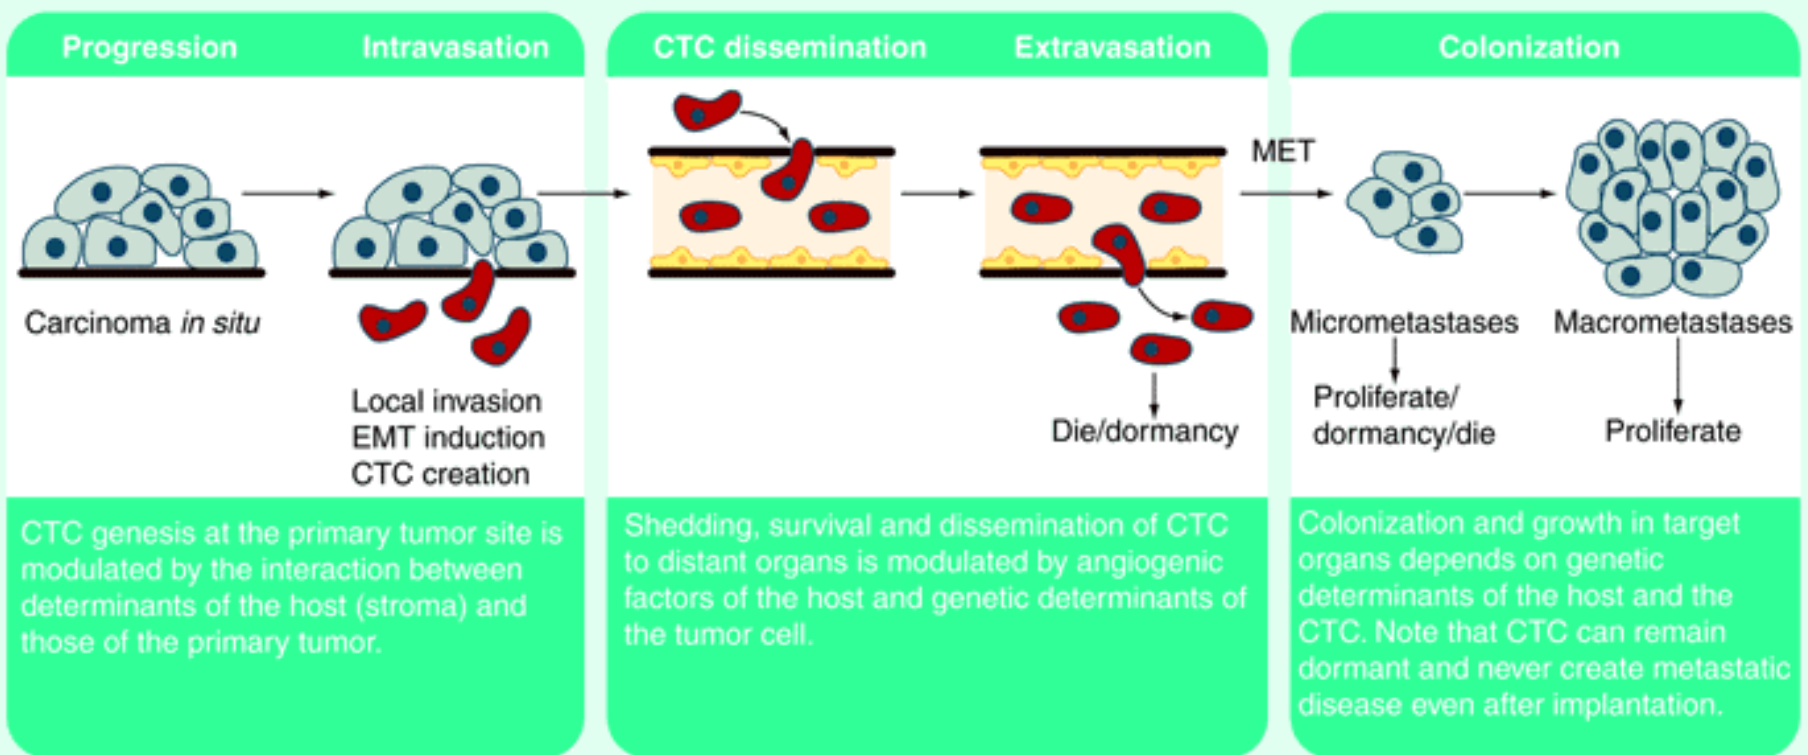 Progression
Intravasation
CTC dissemination
Extravasation
Colonization
Carcinoma in situ
Local invasion
EMT induction
CTC creation
Die/dormancy
MET
Micrometastases
Macrometastases
Proliferate/
dormancy/die
Proliferate
CTC genesis at the primary tumor site is
modulated by the interaction between
determinants of the host (stroma) and
those of the primary tumor.
Shedding, survival and dissemination of CTC
to distant organs is modulated by angiogenic
factors of the host and genetic determinants of
the tumor cell.
Colonization and growth in target
organs depends on genetic
determinants of the host and the
CTC. Note that CTC can remain
dormant and never create metastatic
disease even after implantation.